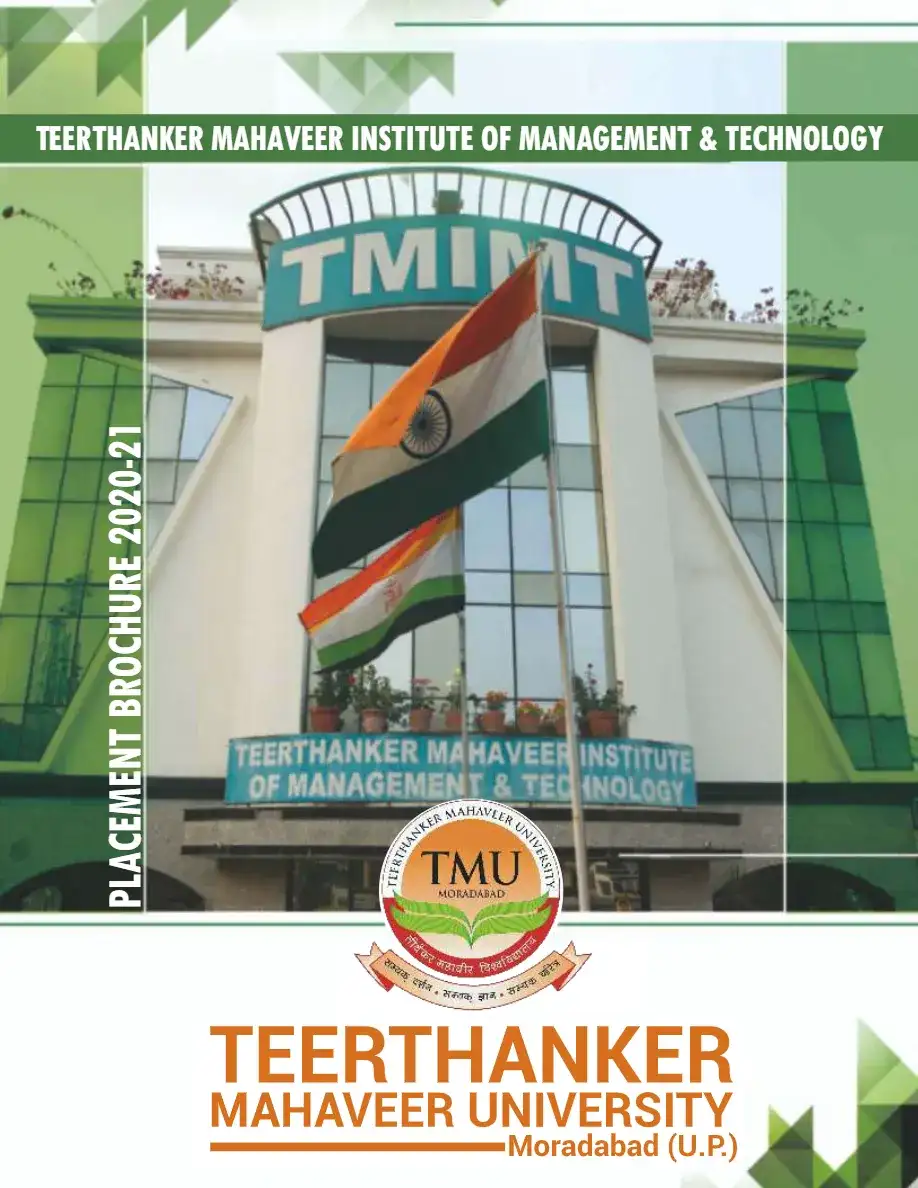 TEERTHANKER MAHAVEER INSTITUTE OF MANAGEMENT & TECHNOLOGY
TMIMT
PLACEMENT BROCHURE 2020-21
TEERTHANKER MAHAVEER INSTITUTE
OF MANAGEMENT & TECHNOLOGY
TEERTHANKER MAHAVEER UNIVERSITY
TMU
MORADABAD
तीर्थंकर महावीर विश्वविद्यालय
सम्यक् दर्शन • सम्यक् ज्ञान • सम्यक् चरित्र
TEERTHANKER
MAHAVEER UNIVERSITY
Moradabad (U.P.)